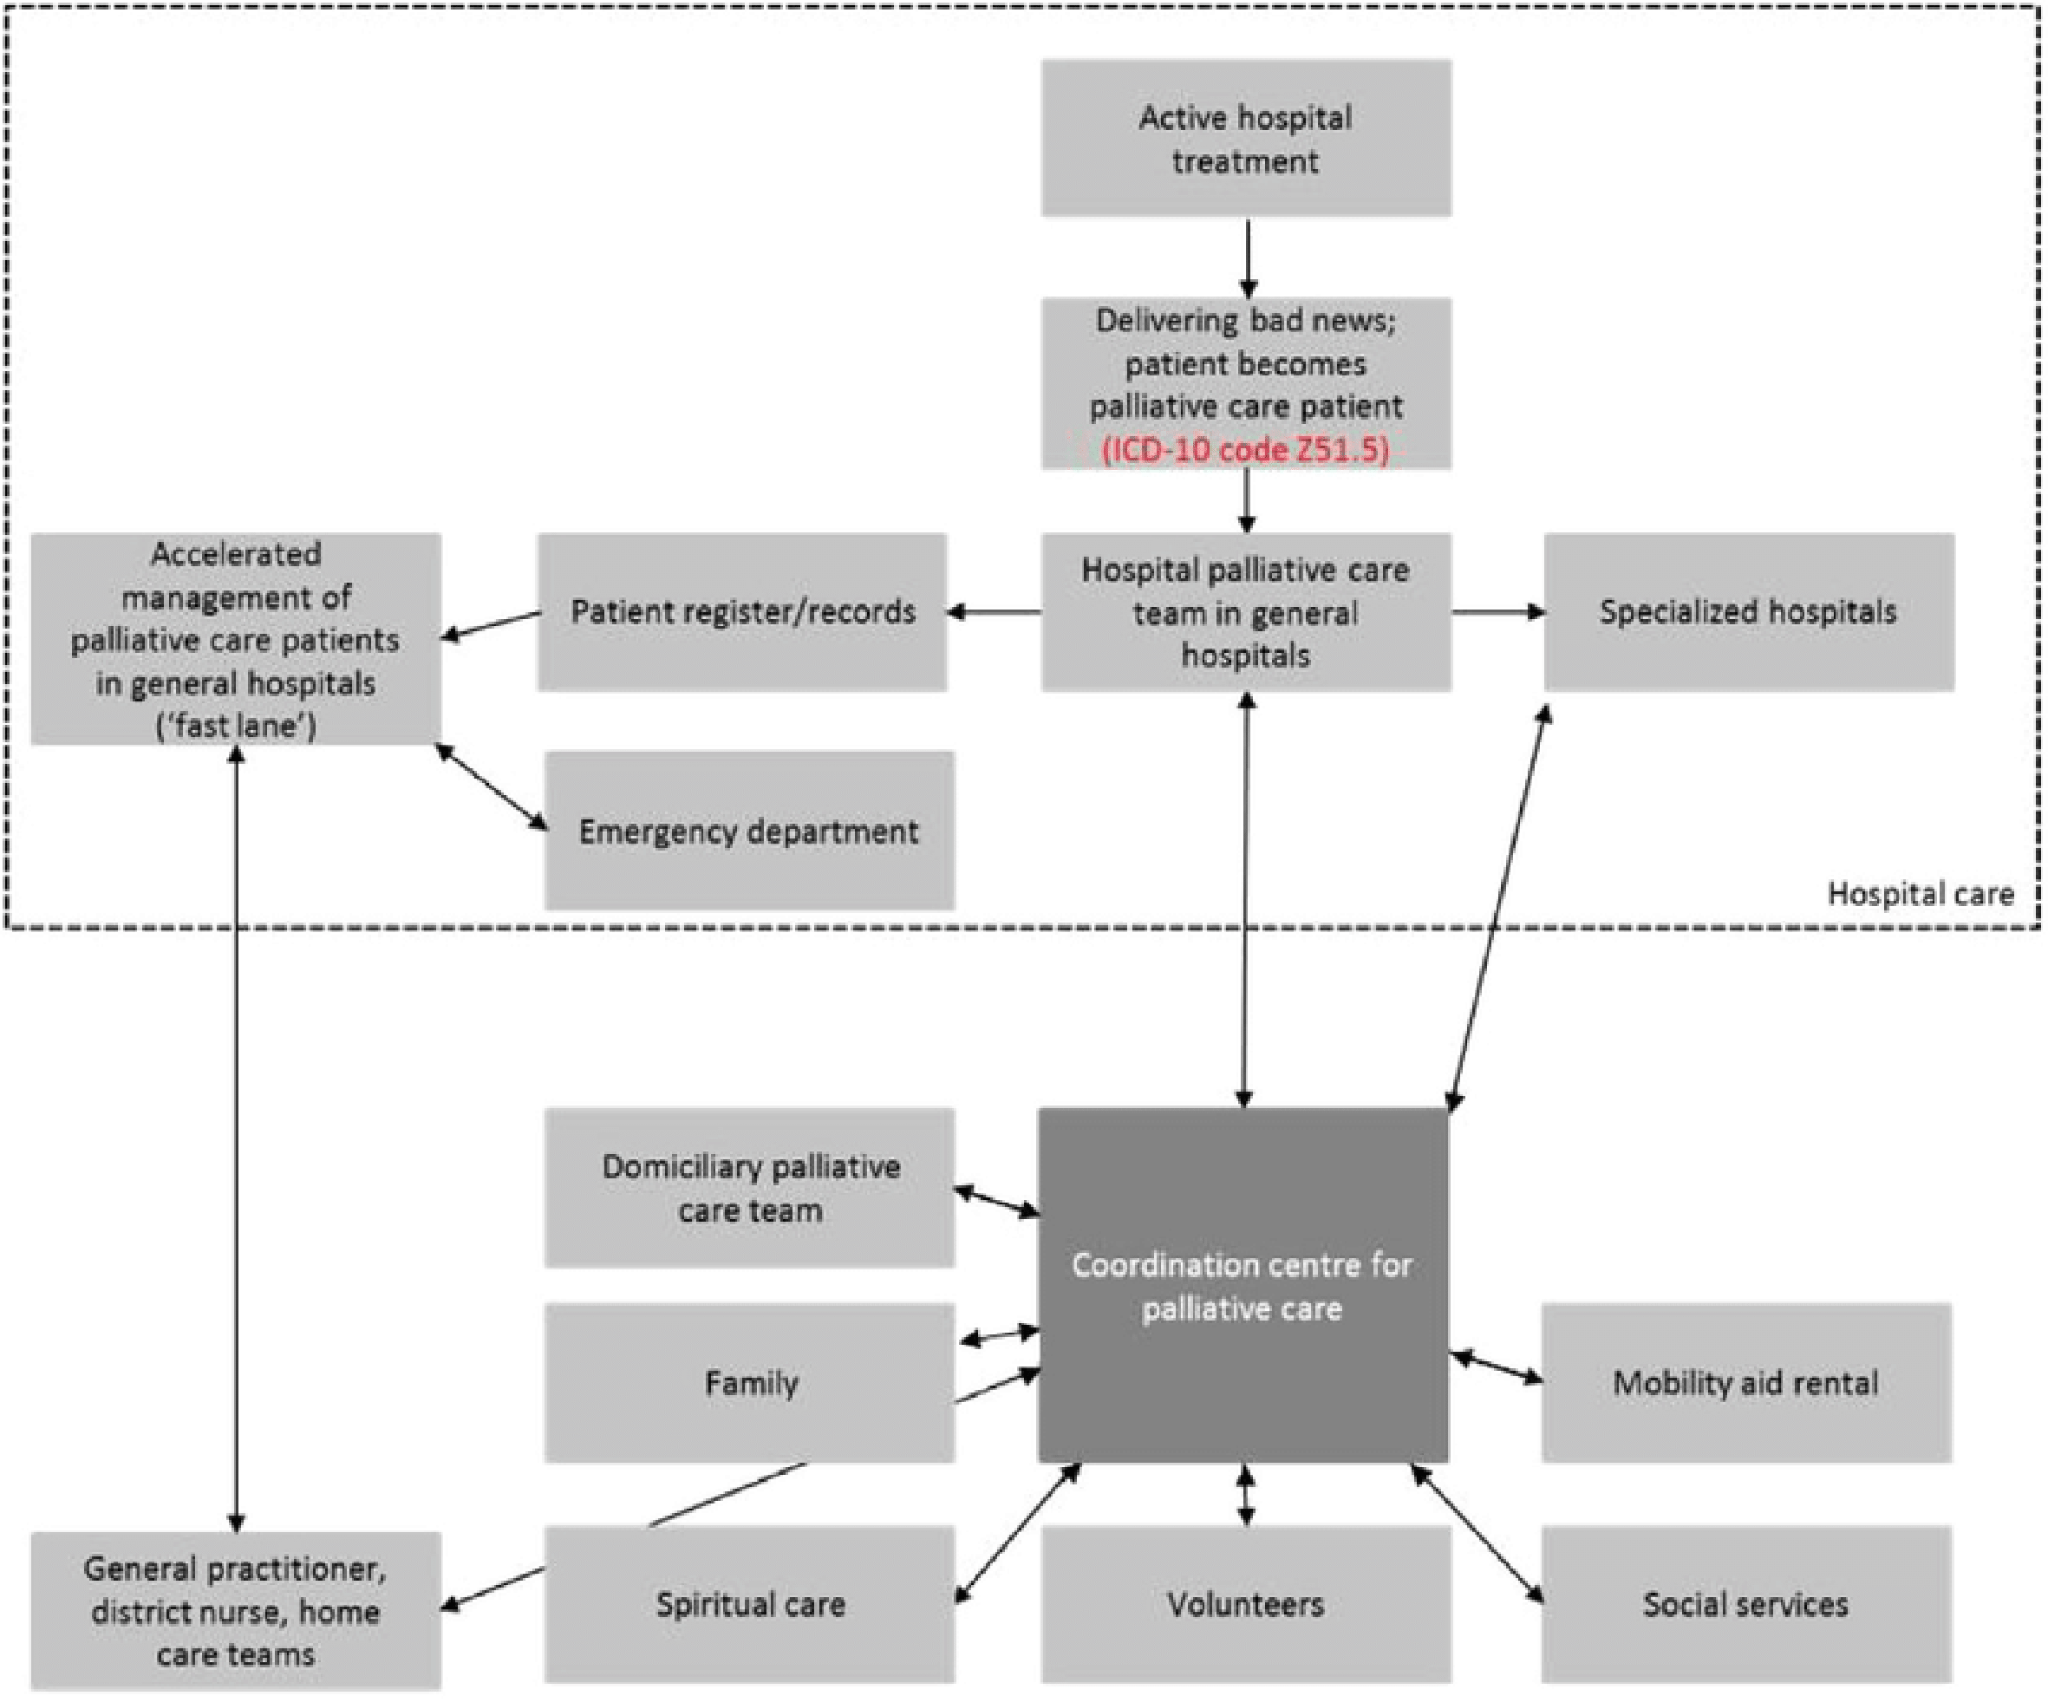 Active hospital
treatment
Delivering bad news;
patient becomes
palliative care patient
(ICD-10 code Z51.5)
Accelerated
management of
palliative care patients
in general hospitals
(‘fast lane’)
Patient register/records
Hospital palliative care
team in general
hospitals
Specialized hospitals
Emergency department
Hospital care
Domiciliary palliative
care team
Coordination centre for
palliative care
Family
Mobility aid rental
General practitioner,
district nurse, home
care teams
Spiritual care
Volunteers
Social services